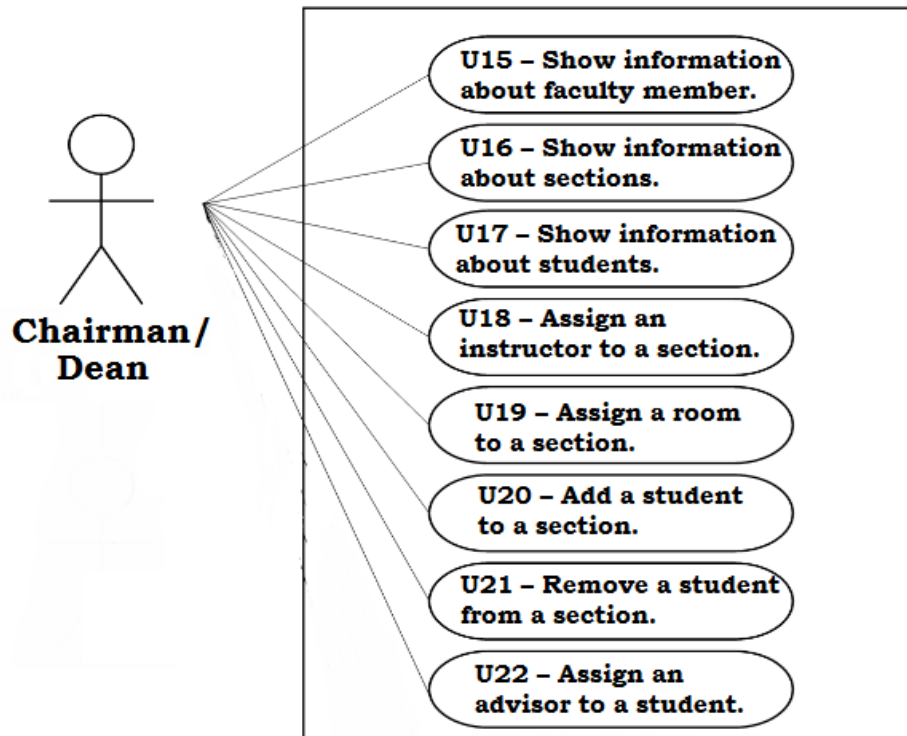 U15 – Show information
about faculty member.
U16 – Show information
about sections.
U17 – Show information
about students.
U18 – Assign an
instructor to a section.
U19 – Assign a room
to a section.
U20 – Add a student
to a section.
U21 – Remove a student
from a section.
U22 – Assign an
advisor to a student.
Chairman/
Dean